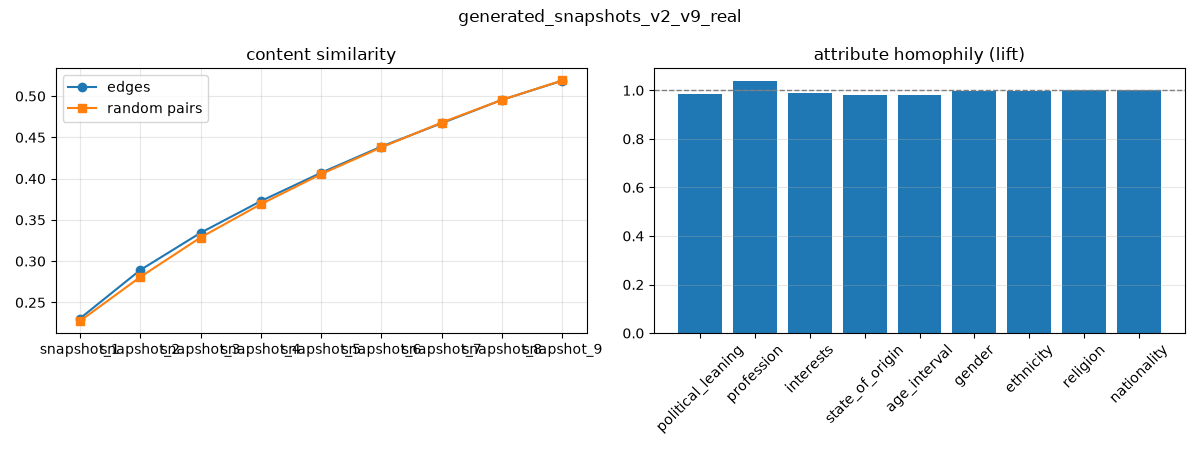 generated_snapshots_v2_v9_real
content similarity
edges
random pairs
0.50
0.45
0.40
0.35
0.30
0.25
snapshot_1
snapshot_2
snapshot_3
snapshot_4
snapshot_5
snapshot_6
snapshot_7
snapshot_8
snapshot_9
attribute homophily (lift)
1.0
0.8
0.6
0.4
0.2
0.0
political_leaning
profession
interests
state_of_origin
age_interval
gender
ethnicity
religion
nationality